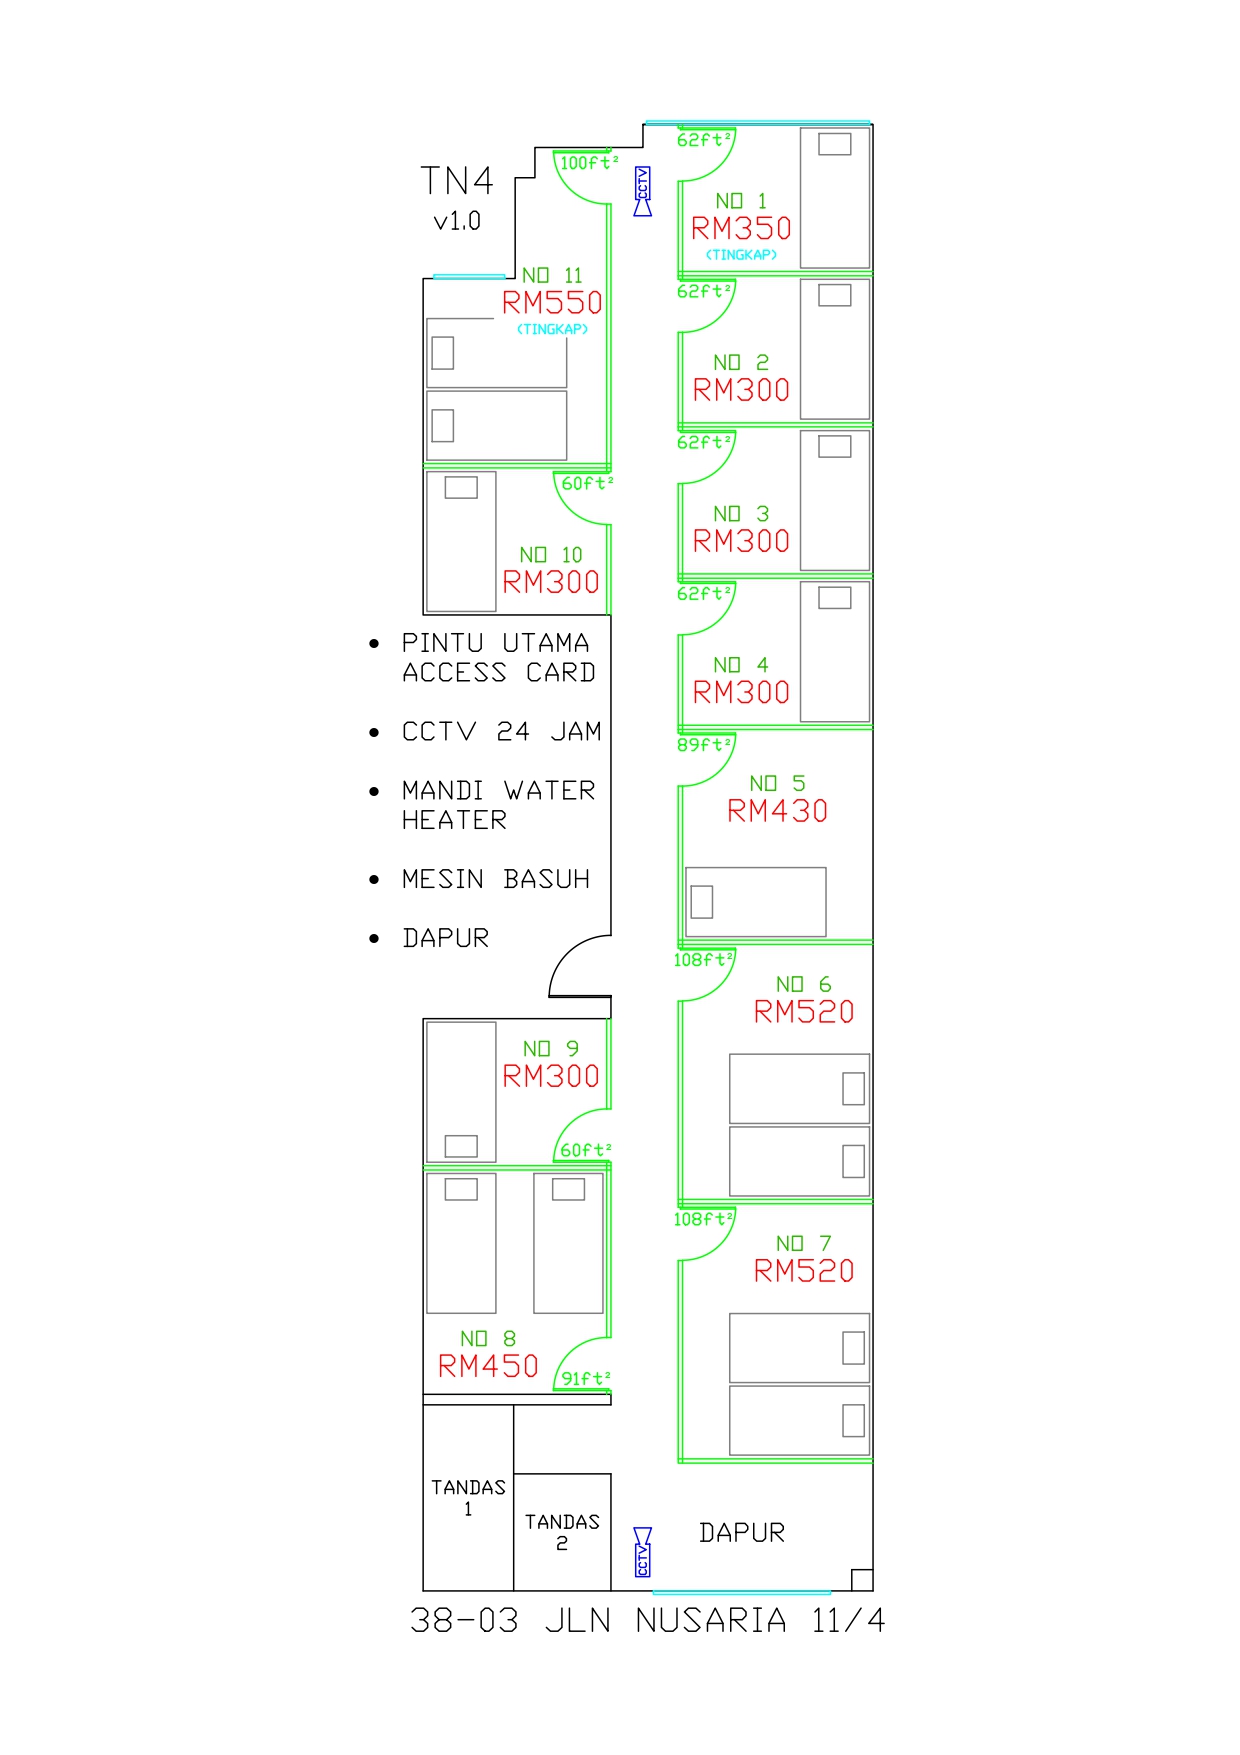 TN4
v1.0
100ft²
CCTV
62ft²
NO 1
RM350
(TINGKAP)
NO 11
RM550
(TINGKAP)
62ft²
NO 2
RM300
62ft²
NO 3
RM300
60ft²
NO 10
RM300
62ft²
NO 4
RM300
• PINTU UTAMA
ACCESS CARD
• CCTV 24 JAM
• MANDI WATER
HEATER
• MESIN BASUH
• DAPUR
89ft²
NO 5
RM430
108ft²
NO 6
RM520
NO 9
RM300
60ft²
108ft²
NO 7
RM520
NO 8
RM450
91ft²
TANDAS
1
TANDAS
2
CCTV
DAPUR
38-03 JLN NUSARIA 11/4